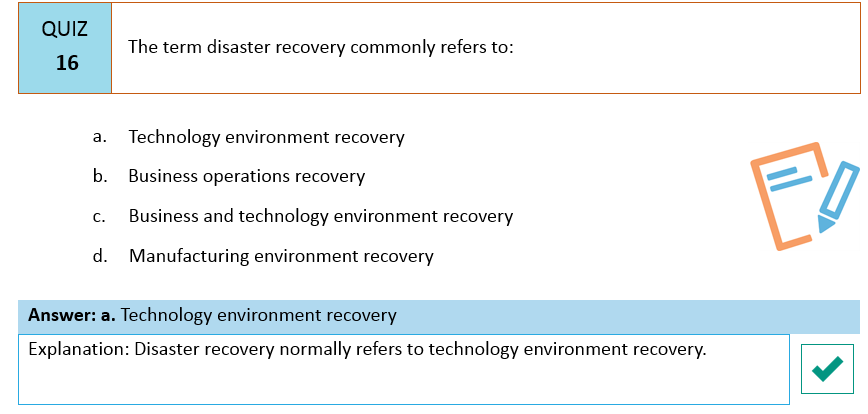 QUIZ
16
The term disaster recovery commonly refers to:
a. Technology environment recovery
b. Business operations recovery
c. Business and technology environment recovery
d. Manufacturing environment recovery
Answer: a. Technology environment recovery
Explanation: Disaster recovery normally refers to technology environment recovery.